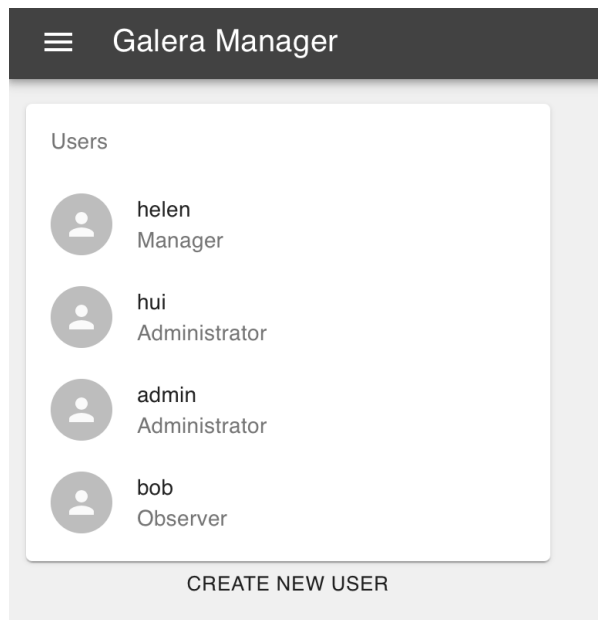 Galera Manager
Users
helen
Manager
hui
Administrator
admin
Administrator
bob
Observer
CREATE NEW USER